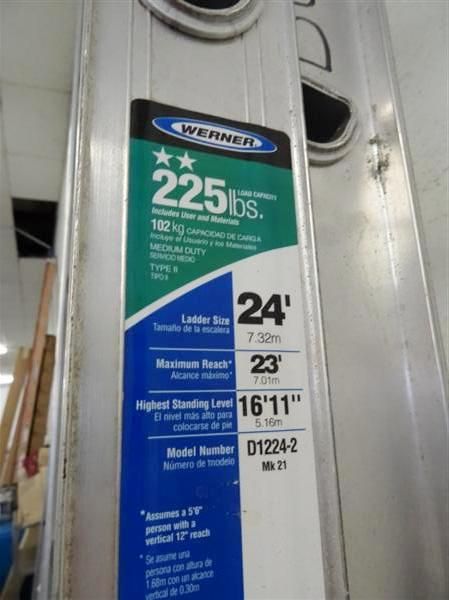 WERNER
225lbs.
LOAD CAPACITY
Includes User and Materials
102 kg CAPACIDAD DE CARGA
Incluye el Usuario y los Materiales
MEDIUM DUTY
SERVICIO MEDIO
TYPE II
TIPO II
Ladder Size 24'
Tamaño de la escalera 7.32m
Maximum Reach* 23'
Alcance máximo* 7.01m
Highest Standing Level 16'11"
El nivel más alto para
colocarse de pie 5.16m
Model Number D1224-2
Número de modelo Mk 21
*Assumes a 5'6"
person with a
vertical 12" reach
*Se asume una
persona con altura de
1.68m con un alcance
vertical de 0.30m